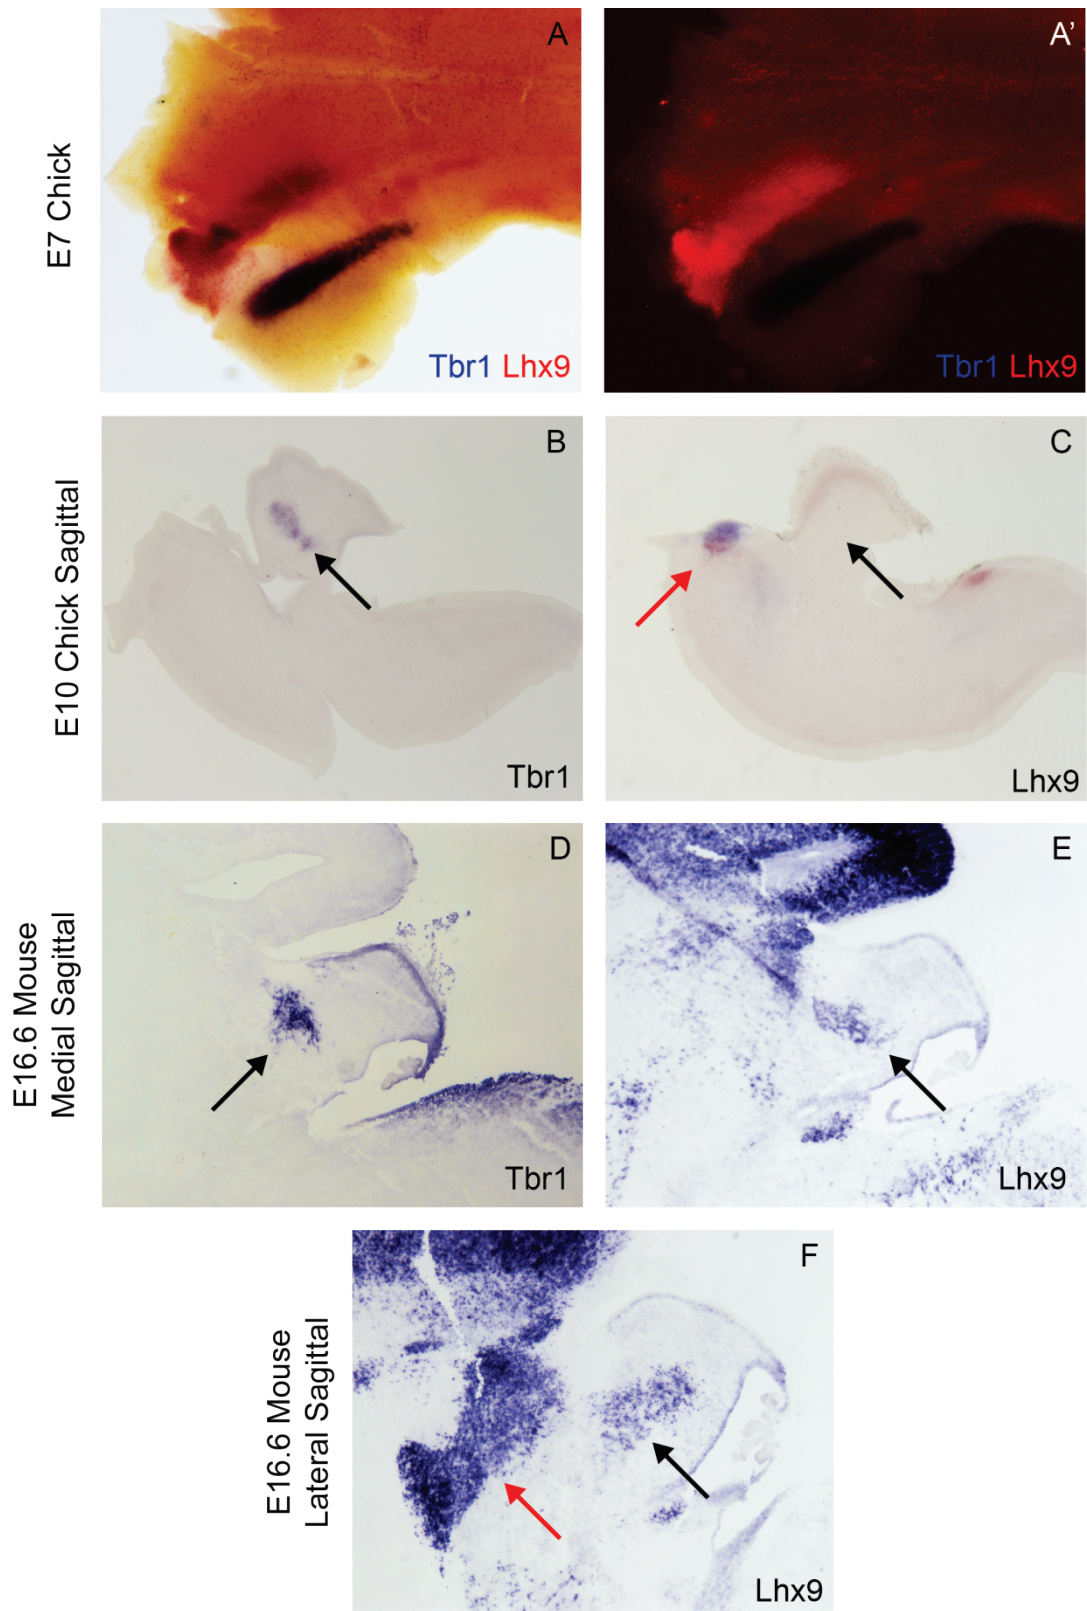 E7 Chick
A
Tbr1 Lhx9
A’
Tbr1 Lhx9
E10 Chick Sagittal
B
Tbr1
C
Lhx9
E16.6 Mouse
Medial Sagittal
D
Tbr1
E
Lhx9
E16.6 Mouse
Lateral Sagittal
F
Lhx9